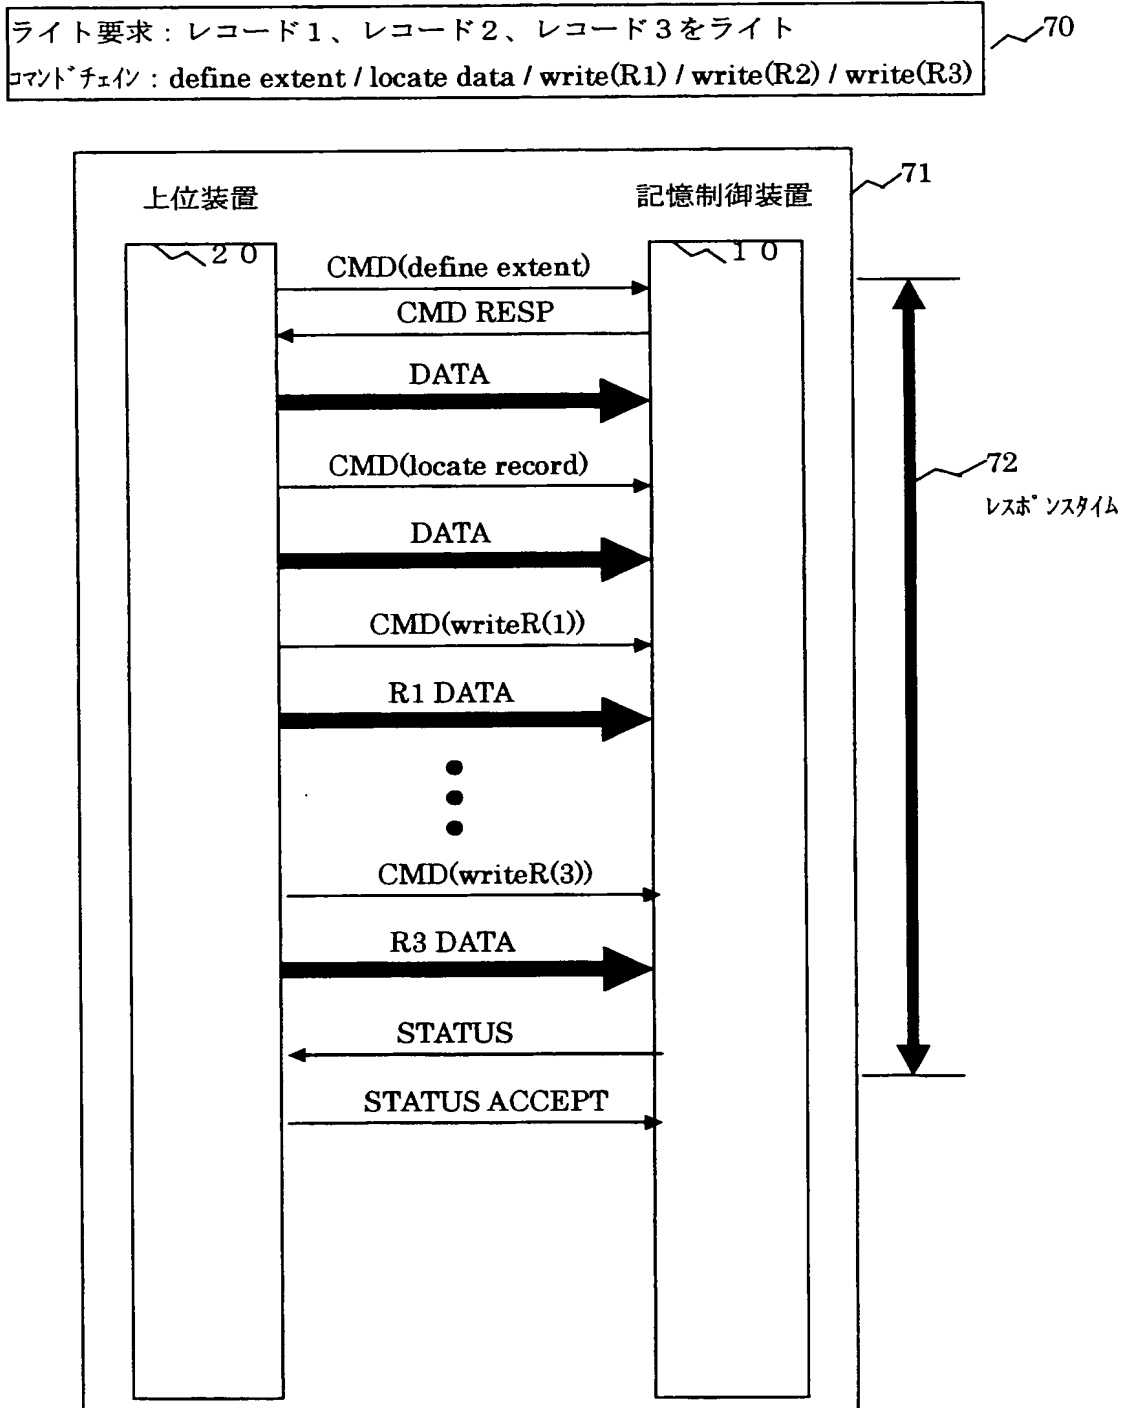 ライト要求：レコード１、レコード２、レコード３をライト
70
ｺﾏﾝﾄﾞﾁｪｲﾝ : define extent / locate data / write(R1) / write(R2) / write(R3)
71
上位装置
記憶制御装置
２０
１０
CMD(define extent)
CMD RESP
DATA
CMD(locate record)
72
ﾚｽﾎﾟﾝｽﾀｲﾑ
DATA
CMD(writeR(1))
R1 DATA
CMD(writeR(3))
R3 DATA
STATUS
STATUS ACCEPT